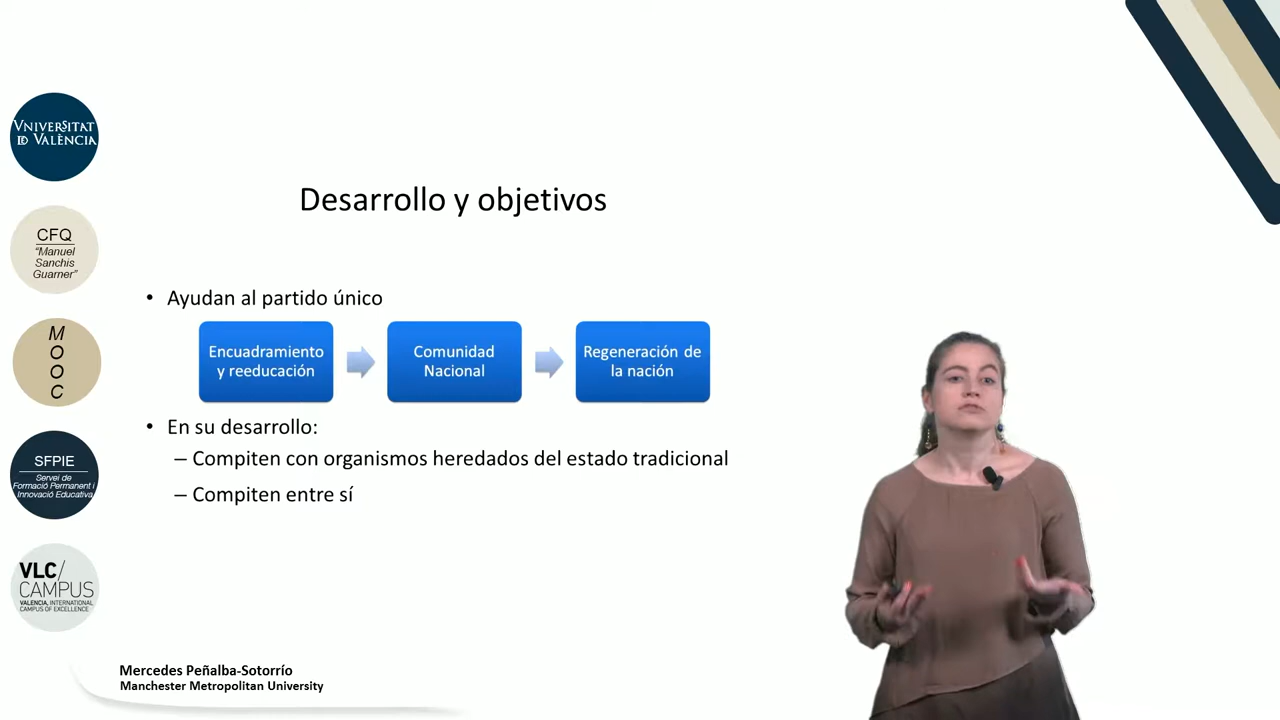 VNIVERSITAT
ID VALÈNCIA
CFQ
“Manuel
Sanchis
Guarner”
M
O
O
C
SFPIE
Servei de
Formació Permanent i
Innovació Educativa
VLC/
CAMPUS
VALENCIA, INTERNATIONAL
CAMPUS OF EXCELLENCE
Desarrollo y objetivos
• Ayudan al partido único
Encuadramiento
y reeducación
Comunidad
Nacional
Regeneración de
la nación
• En su desarrollo:
– Compiten con organismos heredados del estado tradicional
– Compiten entre sí
Mercedes Peñalba-Sotorrío
Manchester Metropolitan University